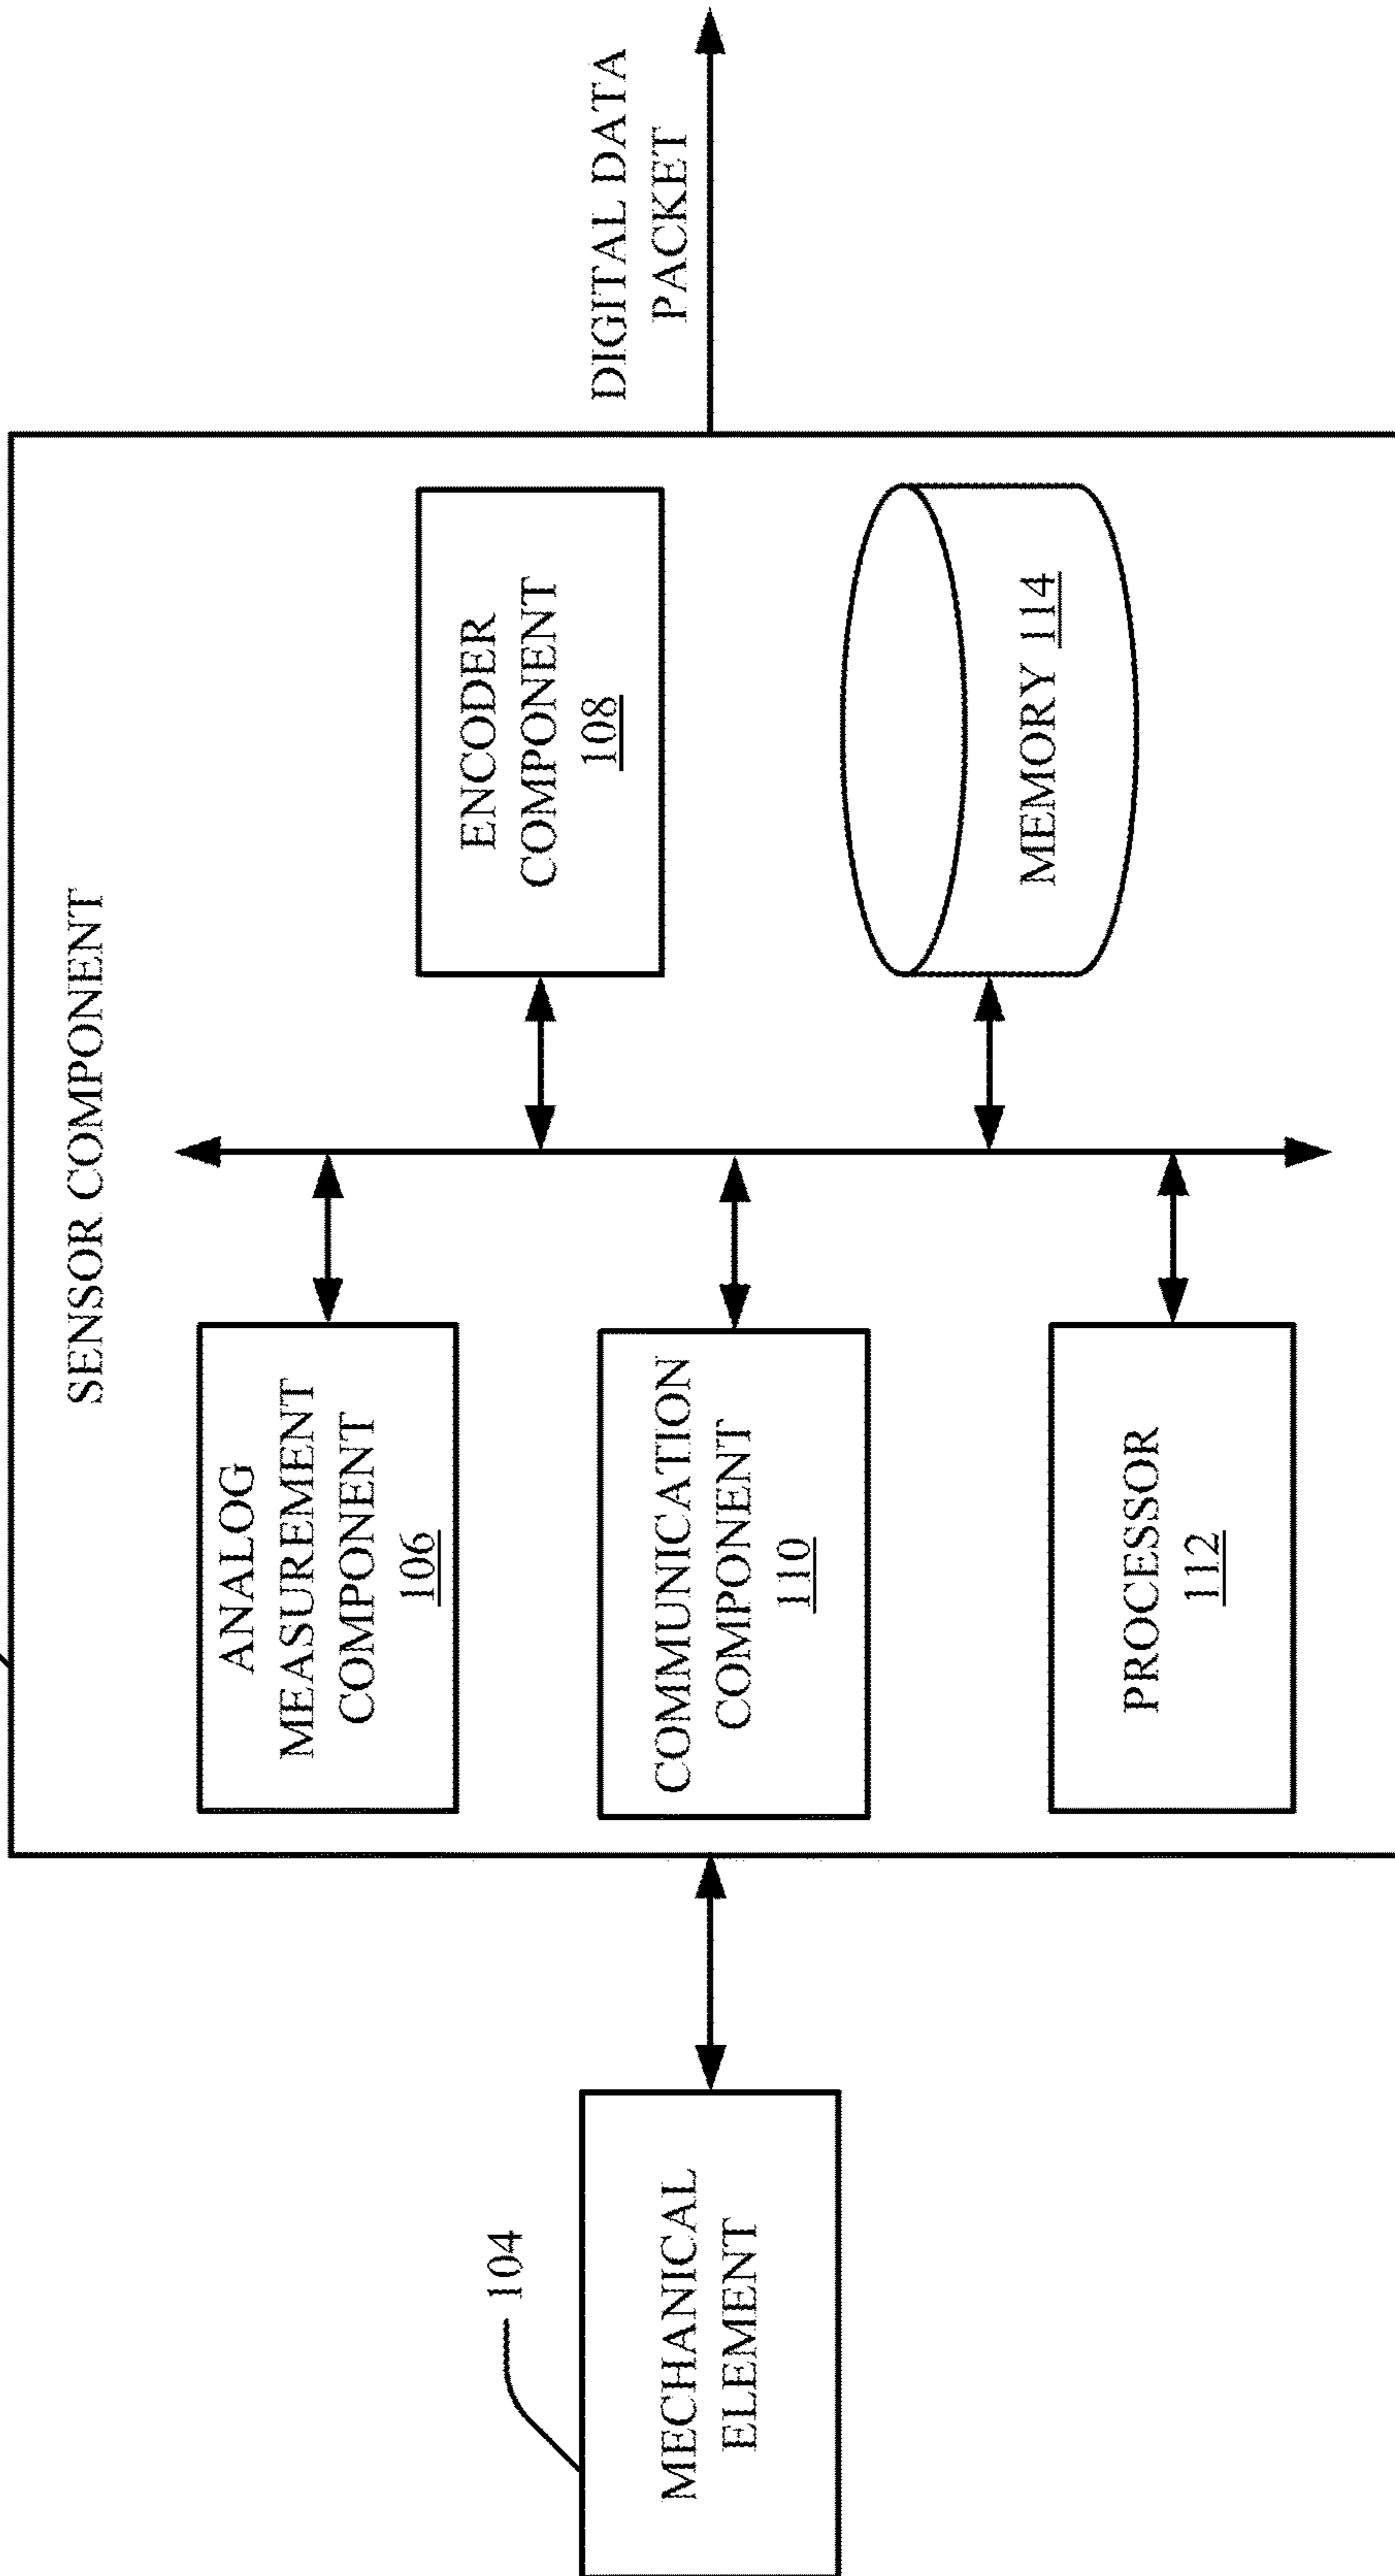 SENSOR COMPONENT
ANALOG
MEASUREMENT
COMPONENT
106
ENCODER
COMPONENT
108
104
MECHANICAL
ELEMENT
COMMUNICATION
COMPONENT
110
DIGITAL DATA
PACKET
MEMORY 114
PROCESSOR
112